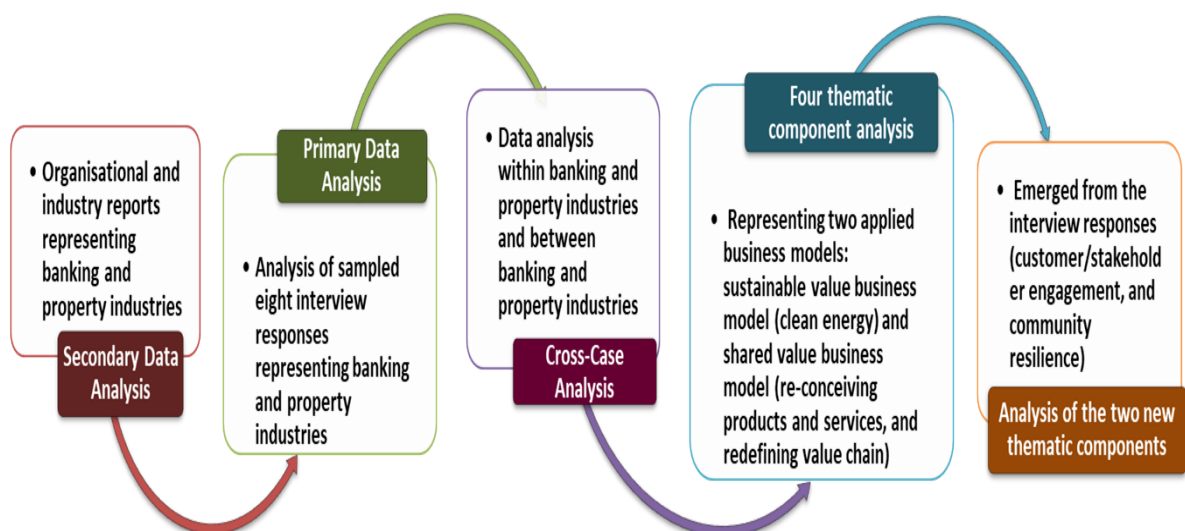 • Organisational and
industry reports
representing
banking and
property industries
Secondary Data
Analysis
Primary Data
Analysis
• Analysis of sampled
eight interview
responses
representing banking
and property
industries
• Data analysis
within banking and
property industries
and between
banking and
property industries
Cross-Case
Analysis
Four thematic
component analysis
• Representing two applied
business models:
sustainable value business
model (clean energy) and
shared value business
model (re-conceiving
products and services, and
redefining value chain)
• Emerged from the
interview responses
(customer/stakehold
er engagement, and
community
resilience)
Analysis of the two new
thematic components